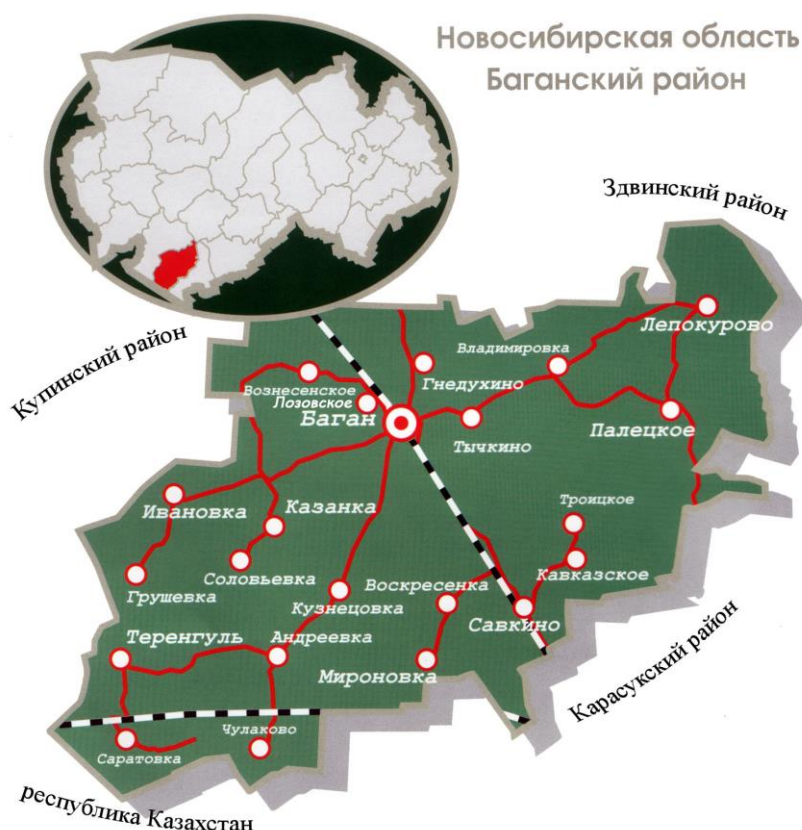 Новосибирская область
Баганский район
Здвинский район
Купинский район
Лепокурово
Владимировка
Гнедухино
Вознесенское
Лозовское
Баган
Тычкино
Палецкое
Ивановка
Казанка
Троицкое
Соловьевка
Грушевка
Воскресенка
Кавказское
Кузнецовка
Савкино
Теренгуль
Андреевка
Мироновка
Карасукский район
Чулаково
Саратовка
республика Казахстан